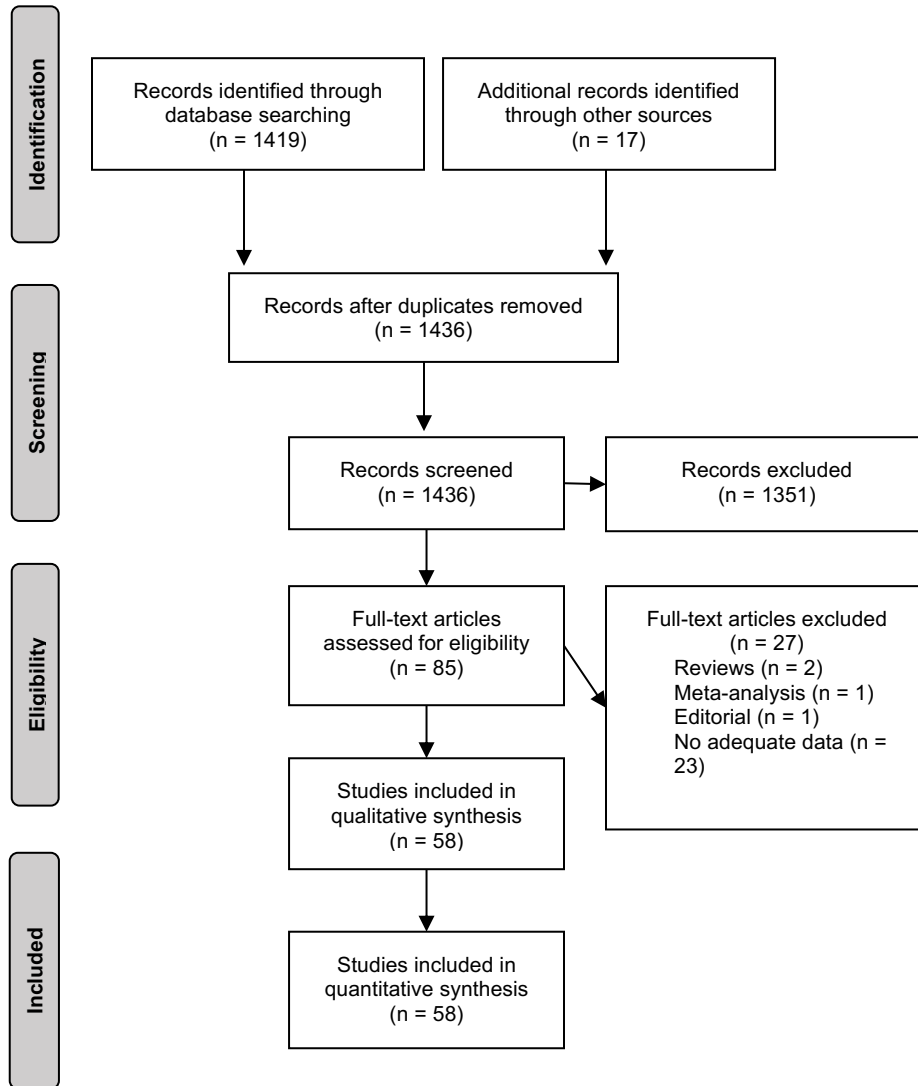 Identification
Records identified through
database searching
(n = 1419)
Additional records identified
through other sources
(n = 17)
Screening
Records after duplicates removed
(n = 1436)
Records screened
(n = 1436)
Records excluded
(n = 1351)
Eligibility
Full-text articles
assessed for eligibility
(n = 85)
Full-text articles excluded
(n = 27)
Reviews (n = 2)
Meta-analysis (n = 1)
Editorial (n = 1)
No adequate data (n =
23)
Studies included in
qualitative synthesis
(n = 58)
Included
Studies included in
quantitative synthesis
(n = 58)